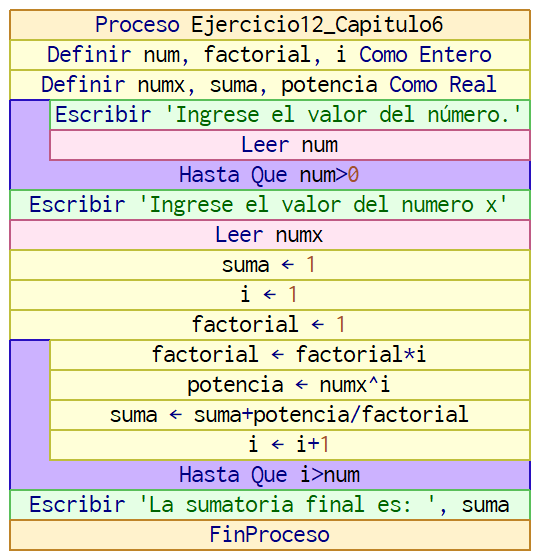 Proceso Ejercicio12_Capitulo6
Definir num, factorial, i Como Entero
Definir numx, suma, potencia Como Real
Escribir 'Ingrese el valor del número.'
Leer num
Hasta Que num>0
Escribir 'Ingrese el valor del numero x'
Leer numx
suma ← 1
i ← 1
factorial ← 1
factorial ← factorial*i
potencia ← numx^i
suma ← suma+potencia/factorial
i ← i+1
Hasta Que i>num
Escribir 'La sumatoria final es: ', suma
FinProceso